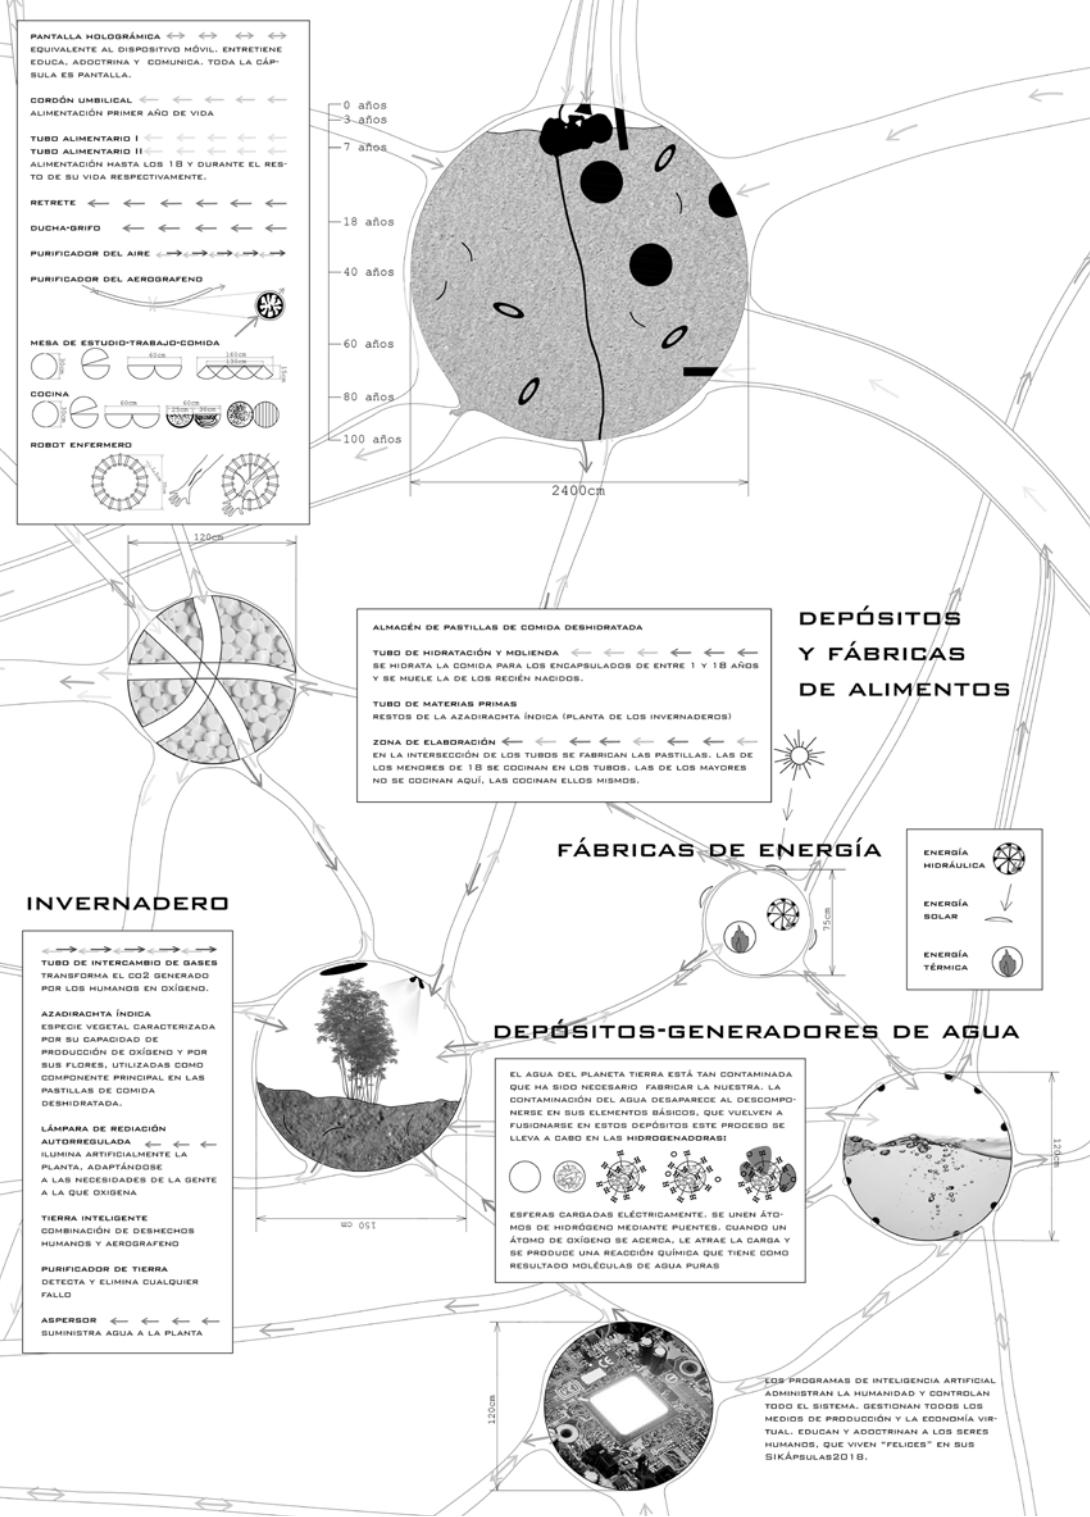 PANTALLA HOLOGRÁMICA
EQUIVALENTE AL DISPOSITIVO MÓVIL. ENTRETIENE
EDUCA, ADOCTRINA Y COMUNICA. TODA LA CÁP-
SULA ES PANTALLA.
CORDÓN UMBILICAL
ALIMENTACIÓN PRIMER AÑO DE VIDA
TUBO ALIMENTARIO I
TUBO ALIMENTARIO II
ALIMENTACIÓN HASTA LOS 18 Y DURANTE EL RES-
TO DE SU VIDA RESPECTIVAMENTE.
RETRETE
DUCHA-GRIFO
PURIFICADOR DEL AIRE
PURIFICADOR DEL AEROGRAFENO
MESA DE ESTUDIO-TRABAJO-COMIDA
30cm
60cm
160cm
130cm
15cm
COCINA
30cm
60cm
60cm
25cm 30cm
ROBOT ENFERMERO
0 años
3 años
7 años
18 años
40 años
60 años
80 años
100 años
2400cm
120cm
ALMACÉN DE PASTILLAS DE COMIDA DESHIDRATADA
TUBO DE HIDRATACIÓN Y MOLIENDA
SE HIDRATA LA COMIDA PARA LOS ENCAPSULADOS DE ENTRE 1 Y 18 AÑOS
Y SE MUELE LA DE LOS RECIÉN NACIDOS.
TUBO DE MATERIAS PRIMAS
RESTOS DE LA AZADIRACHTA ÍNDICA (PLANTA DE LOS INVERNADEROS)
ZONA DE ELABORACIÓN
EN LA INTERSECCIÓN DE LOS TUBOS SE FABRICAN LAS PASTILLAS. LAS DE
LOS MENORES DE 18 SE COCINAN EN LOS TUBOS. LAS DE LOS MAYORES
NO SE COCINAN AQUÍ, LAS COCINAN ELLOS MISMOS.
DEPÓSITOS
Y FÁBRICAS
DE ALIMENTOS
FÁBRICAS DE ENERGÍA
75cm
ENERGÍA
HIDRÁULICA
ENERGÍA
SOLAR
ENERGÍA
TÉRMICA
INVERNADERO
TUBO DE INTERCAMBIO DE GASES
TRANSFORMA EL CO2 GENERADO
POR LOS HUMANOS EN OXÍGENO.
AZADIRACHTA ÍNDICA
ESPECIE VEGETAL CARACTERIZADA
POR SU CAPACIDAD DE
PRODUCCIÓN DE OXÍGENO Y POR
SUS FLORES, UTILIZADAS COMO
COMPONENTE PRINCIPAL EN LAS
PASTILLAS DE COMIDA
DESHIDRATADA.
LÁMPARA DE REDIACIÓN
AUTORREGULADA
ILUMINA ARTIFICIALMENTE LA
PLANTA, ADAPTÁNDOSE
A LAS NECESIDADES DE LA GENTE
A LA QUE OXIGENA
TIERRA INTELIGENTE
COMBINACIÓN DE DESHECHOS
HUMANOS Y AEROGRAFENO
PURIFICADOR DE TIERRA
DETECTA Y ELIMINA CUALQUIER
FALLO
ASPERSOR
SUMINISTRA AGUA A LA PLANTA
150 cm
DEPÓSITOS-GENERADORES DE AGUA
EL AGUA DEL PLANETA TIERRA ESTÁ TAN CONTAMINADA
QUE HA SIDO NECESARIO FABRICAR LA NUESTRA. LA
CONTAMINACIÓN DEL AGUA DESAPARECE AL DESCOMPO-
NERSE EN SUS ELEMENTOS BÁSICOS, QUE VUELVEN A
FUSIONARSE EN ESTOS DEPÓSITOS ESTE PROCESO SE
LLEVA A CABO EN LAS HIDROGENADORAS:
ESFERAS CARGADAS ELÉCTRICAMENTE. SE UNEN ÁTO-
MOS DE HIDRÓGENO MEDIANTE PUENTES. CUANDO UN
ÁTOMO DE OXÍGENO SE ACERCA, LE ATRAE LA CARGA Y
SE PRODUCE UNA REACCIÓN QUÍMICA QUE TIENE COMO
RESULTADO MOLÉCULAS DE AGUA PURAS
120cm
120cm
LOS PROGRAMAS DE INTELIGENCIA ARTIFICIAL
ADMINISTRAN LA HUMANIDAD Y CONTROLAN
TODO EL SISTEMA. GESTIONAN TODOS LOS
MEDIOS DE PRODUCCIÓN Y LA ECONOMÍA VIR-
TUAL. EDUCAN Y ADOCTRINAN A LOS SERES
HUMANOS, QUE VIVEN "FELICES" EN SUS
SIKÁPSULAS2018.